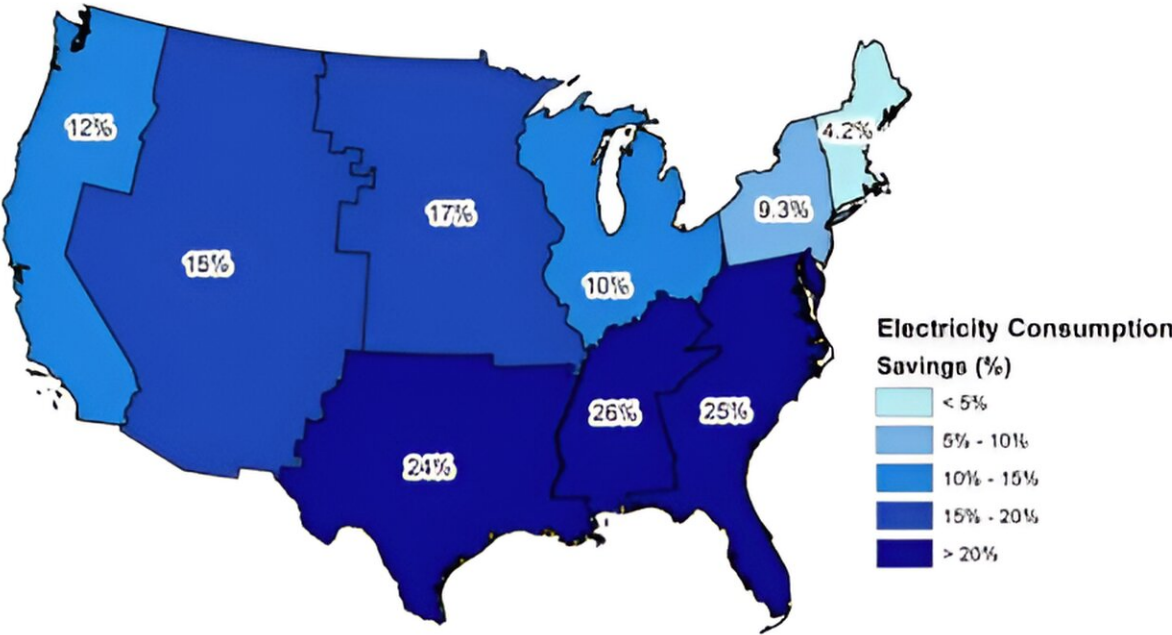 12%
4.2%
17%
9.3%
15%
10%
26%
25%
24%
Electricity Consumption
Savings (%)
< 5%
5% - 10%
10% - 15%
15% - 20%
> 20%